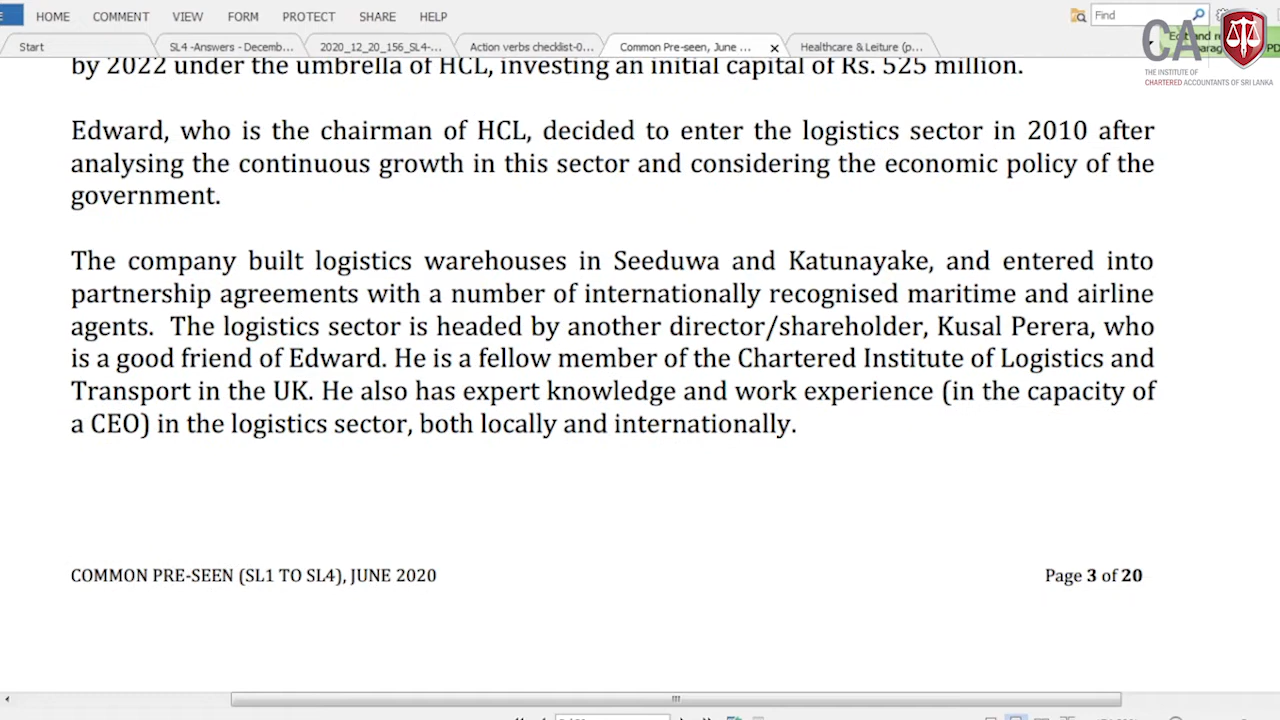 HOME COMMENT VIEW FORM PROTECT SHARE HELP
Find
Start
SL4 -Answers - Decemb...
2020_12_20_156_SL4-...
Action verbs checklist-0...
Common Pre-seen, June ...
Healthcare & Leiture (p...
CA
THE INSTITUTE OF
CHARTERED ACCOUNTANTS OF SRI LANKA
by 2022 under the umbrella of HCL, investing an initial capital of Rs. 525 million.
Edward, who is the chairman of HCL, decided to enter the logistics sector in 2010 after
analysing the continuous growth in this sector and considering the economic policy of the
government.
The company built logistics warehouses in Seeduwa and Katunayake, and entered into
partnership agreements with a number of internationally recognised maritime and airline
agents. The logistics sector is headed by another director/shareholder, Kusal Perera, who
is a good friend of Edward. He is a fellow member of the Chartered Institute of Logistics and
Transport in the UK. He also has expert knowledge and work experience (in the capacity of
a CEO) in the logistics sector, both locally and internationally.
COMMON PRE-SEEN (SL1 TO SL4), JUNE 2020
Page 3 of 20